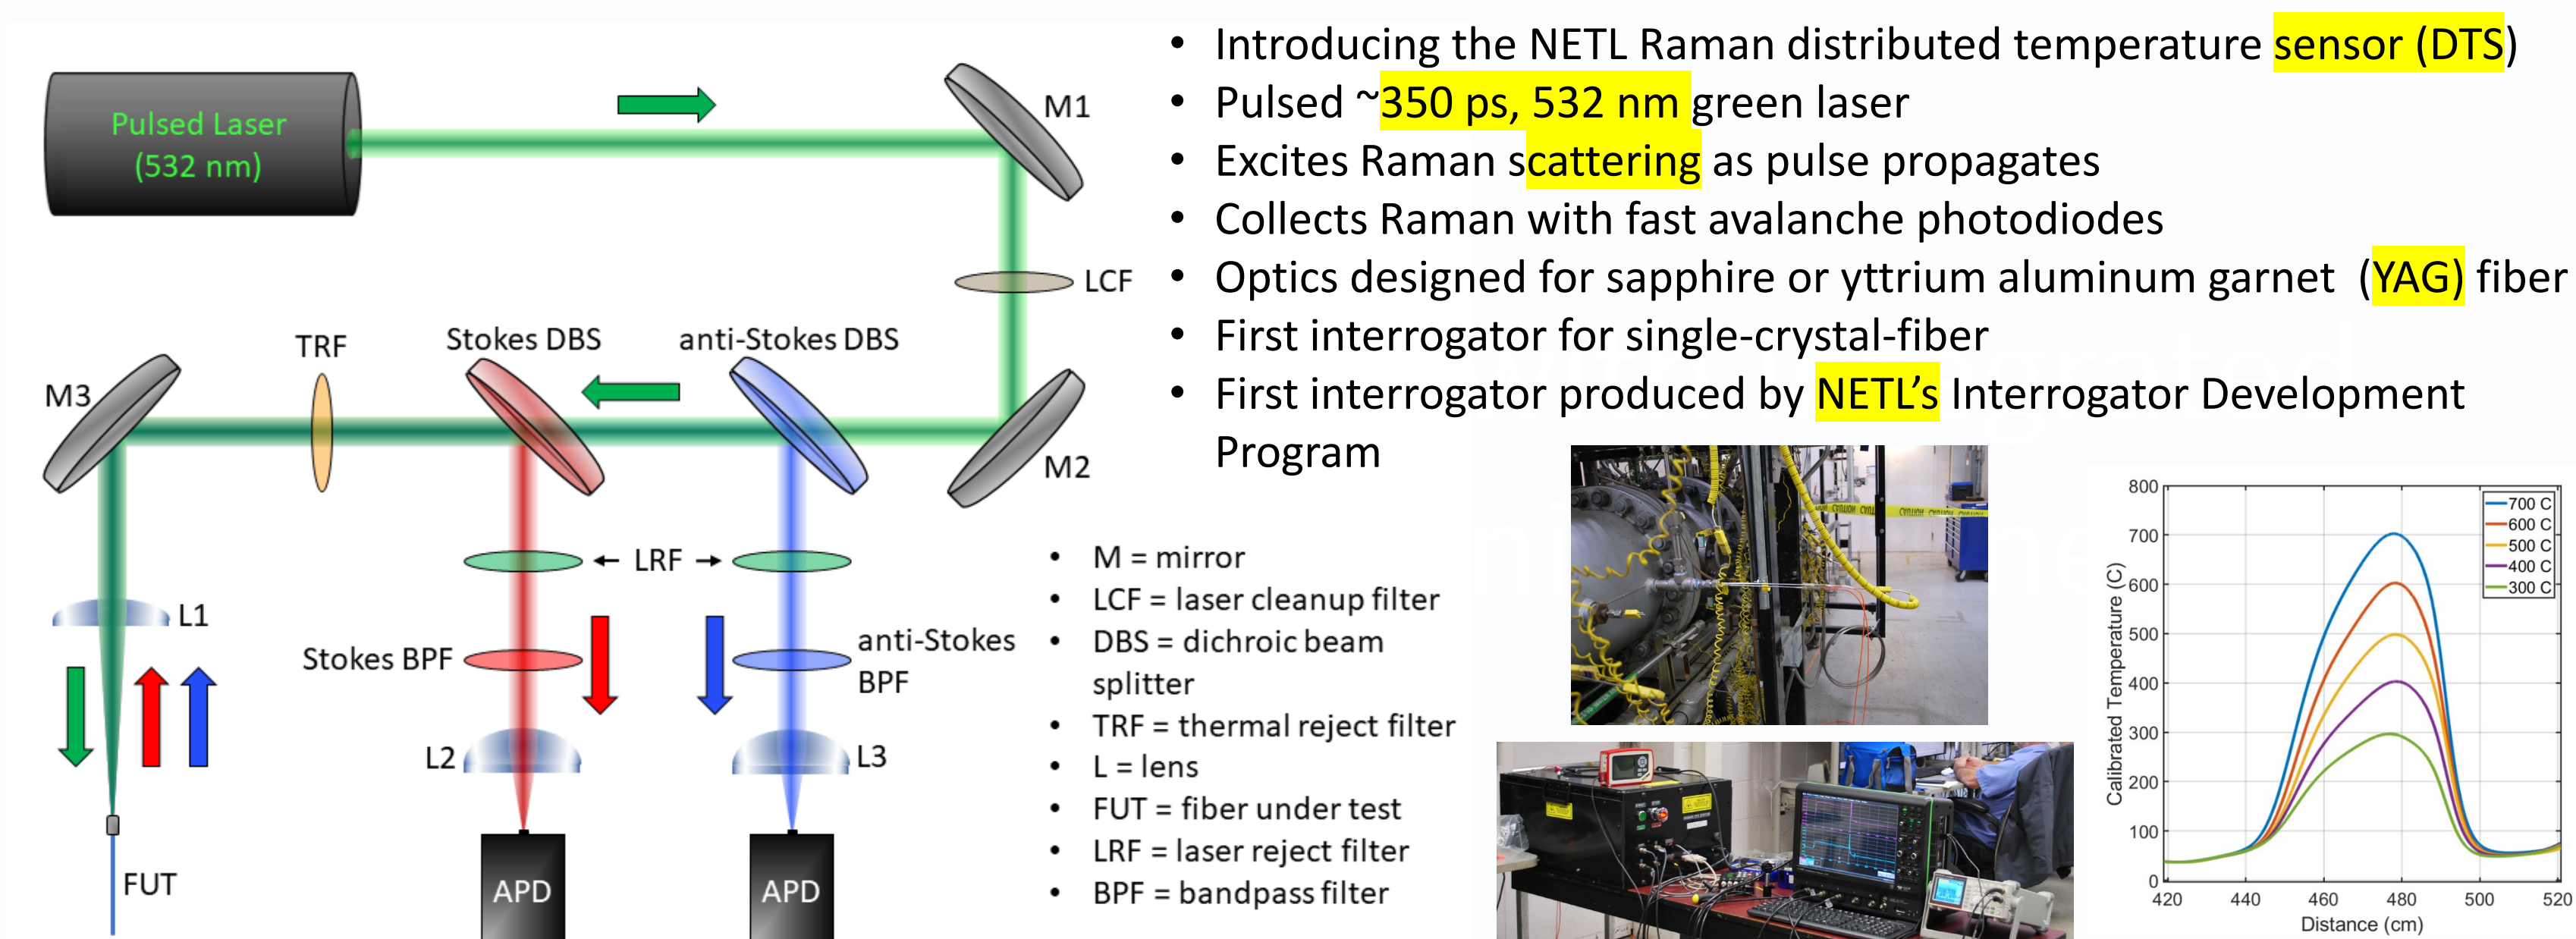 Pulsed Laser
(532 nm)
M1
LCF
TRF
Stokes DBS
anti-Stokes DBS
M3
M2
← LRF →
L1
Stokes BPF
anti-Stokes
BPF
L2
L3
FUT
APD
APD
• Introducing the NETL Raman distributed temperature sensor (DTS)
• Pulsed ~350 ps, 532 nm green laser
• Excites Raman scattering as pulse propagates
• Collects Raman with fast avalanche photodiodes
• Optics designed for sapphire or yttrium aluminum garnet (YAG) fiber
• First interrogator for single-crystal-fiber
• First interrogator produced by NETL’s Interrogator Development
Program
• M = mirror
• LCF = laser cleanup filter
• DBS = dichroic beam
splitter
• TRF = thermal reject filter
• L = lens
• FUT = fiber under test
• LRF = laser reject filter
• BPF = bandpass filter
CAUTION
800
700
600
500
400
300
200
100
0
Calibrated Temperature (C)
700 C
600 C
500 C
400 C
300 C
420 440 460 480 500 520
Distance (cm)